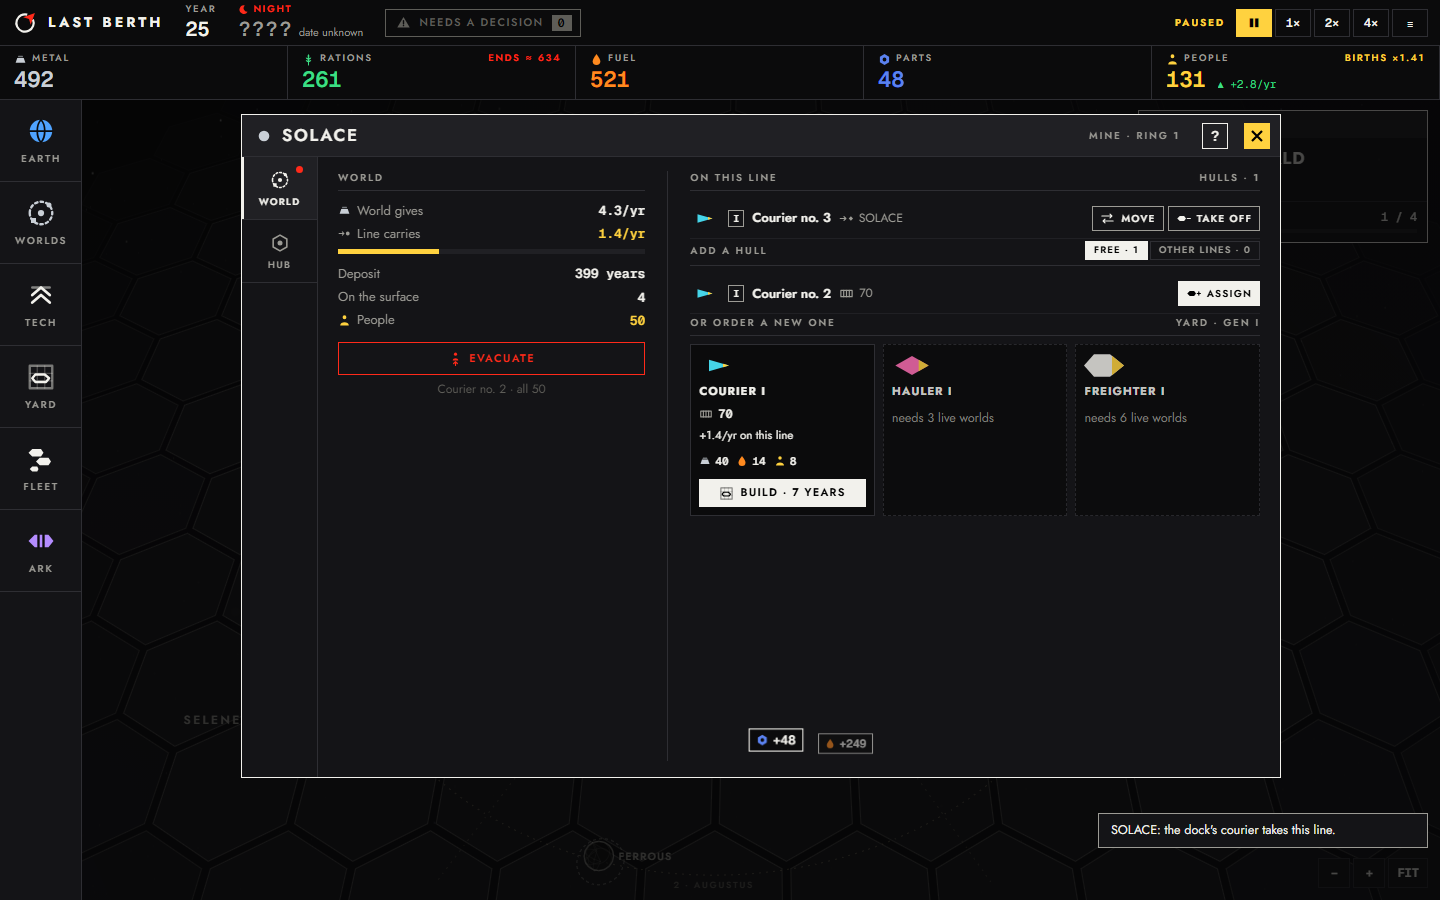 LAST BERTH
YEAR
25
NIGHT
???? date unknown
NEEDS A DECISION 0
PAUSED
1×
2×
4×
METAL
492
RATIONS
ENDS ≈ 634
261
FUEL
521
PARTS
48
PEOPLE
BIRTHS ×1.41
131 ▲ +2.8/yr
EARTH
WORLDS
TECH
YARD
FLEET
ARK
SOLACE
MINE · RING 1
?
WORLD
HUB
WORLD
World gives 4.3/yr
Line carries 1.4/yr
Deposit 399 years
On the surface 4
People 50
EVACUATE
Courier no. 2 · all 50
ON THIS LINE
HULLS · 1
I Courier no. 3 SOLACE
MOVE
TAKE OFF
ADD A HULL
FREE · 1
OTHER LINES · 0
I Courier no. 2 70
ASSIGN
OR ORDER A NEW ONE
YARD · GEN I
COURIER I
70
+1.4/yr on this line
40 14 8
BUILD · 7 YEARS
HAULER I
needs 3 live worlds
FREIGHTER I
needs 6 live worlds
+48
+249
LD
1 / 4
SELENE
FERROUS
2 · AUGUSTUS
SOLACE: the dock's courier takes this line.
−
+
FIT